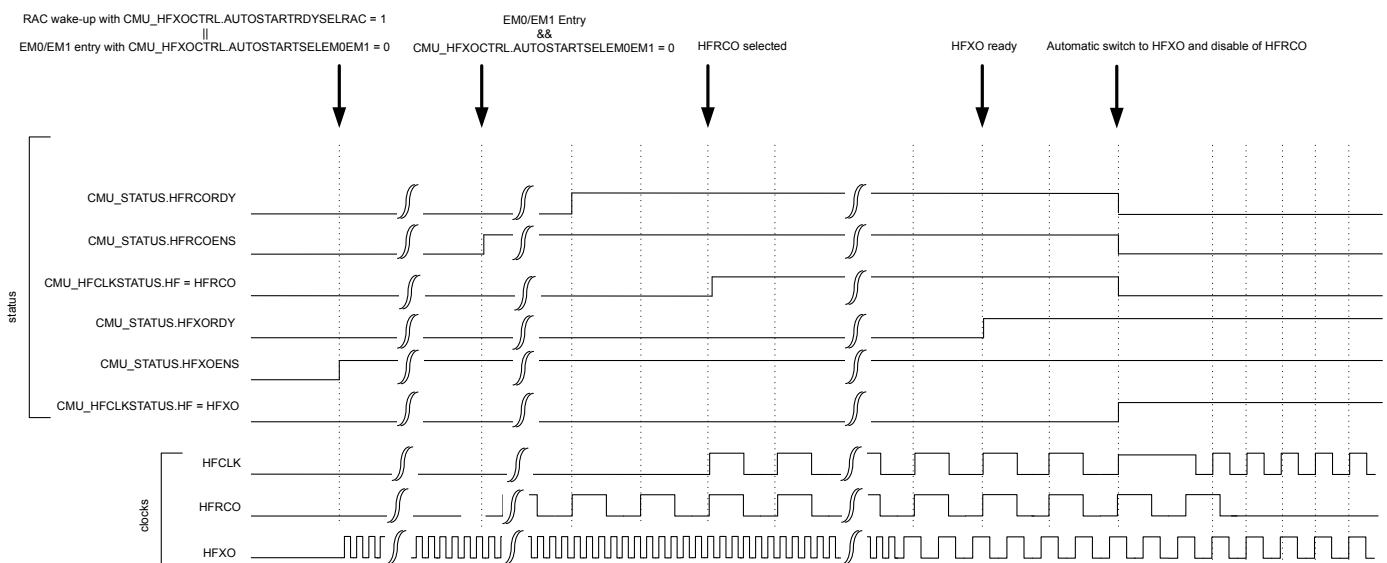 RAC wake-up with CMU_HFXOCTRL.AUTOSTARTRDYSELRAC = 1
||
EM0/EM1 entry with CMU_HFXOCTRL.AUTOSTARTSELEM0EM1 = 0
EM0/EM1 Entry
&&
CMU_HFXOCTRL.AUTOSTARTSELEM0EM1 = 0
HFRCO selected
HFXO ready
Automatic switch to HFXO and disable of HFRCO
status
CMU_STATUS.HFRCORDY
CMU_STATUS.HFRCOENS
CMU_HFCLKSTATUS.HF = HFRCO
CMU_STATUS.HFXORDY
CMU_STATUS.HFXOENS
CMU_HFCLKSTATUS.HF = HFXO
clocks
HFCLK
HFRCO
HFXO